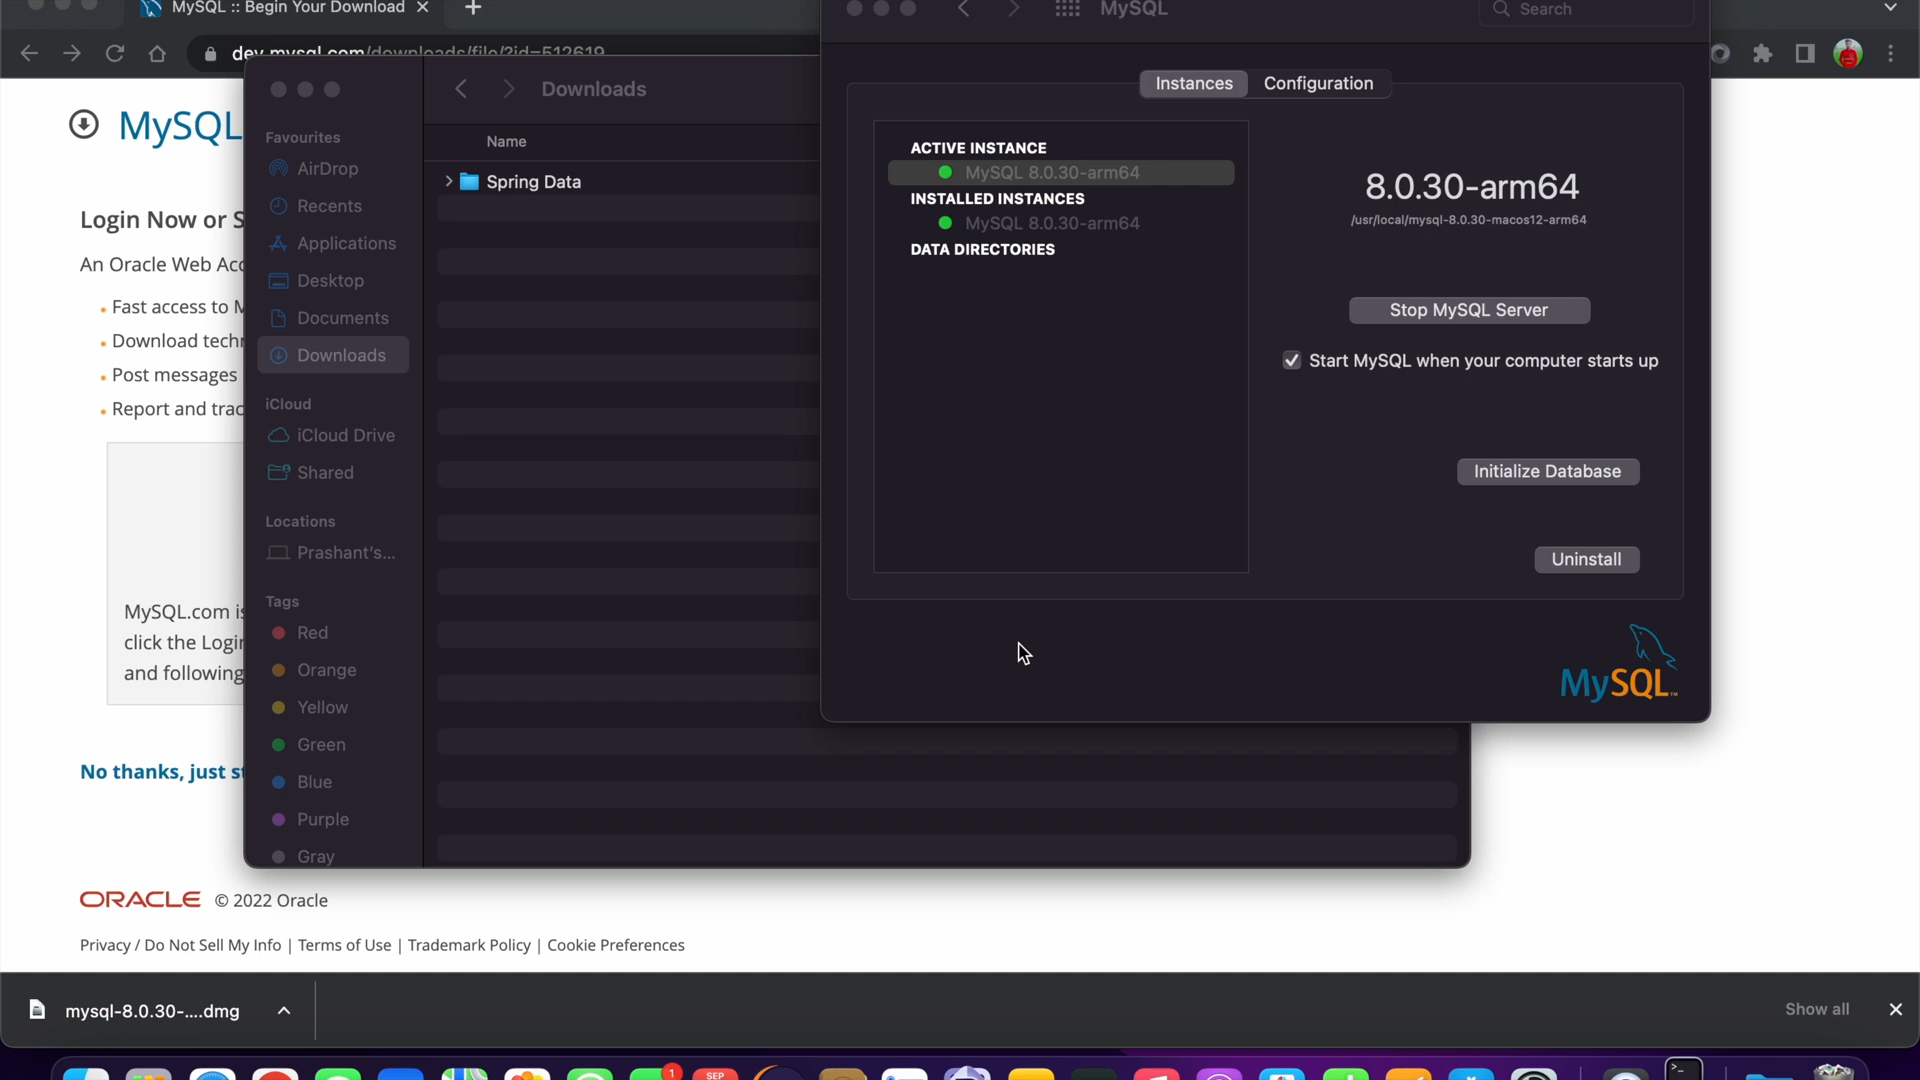 MySQL :: Begin Your Download
dev.mysql.com/downloads/file/?id=512619
MySQL
Login Now or S
An Oracle Web Acc
Fast access to M
Download techn
Post messages
Report and trac
MySQL.com is
click the Login
and following
No thanks, just st
ORACLE © 2022 Oracle
Privacy / Do Not Sell My Info | Terms of Use | Trademark Policy | Cookie Preferences
mysql-8.0.30-....dmg
Show all
Downloads
Favourites
AirDrop
Recents
Applications
Desktop
Documents
Downloads
iCloud
iCloud Drive
Shared
Locations
Prashant's...
Tags
Red
Orange
Yellow
Green
Blue
Purple
Gray
Name
Spring Data
MySQL
Search
Instances
Configuration
ACTIVE INSTANCE
MySQL 8.0.30-arm64
INSTALLED INSTANCES
MySQL 8.0.30-arm64
DATA DIRECTORIES
8.0.30-arm64
/usr/local/mysql-8.0.30-macos12-arm64
Stop MySQL Server
Start MySQL when your computer starts up
Initialize Database
Uninstall
MySQL™
1
SEP